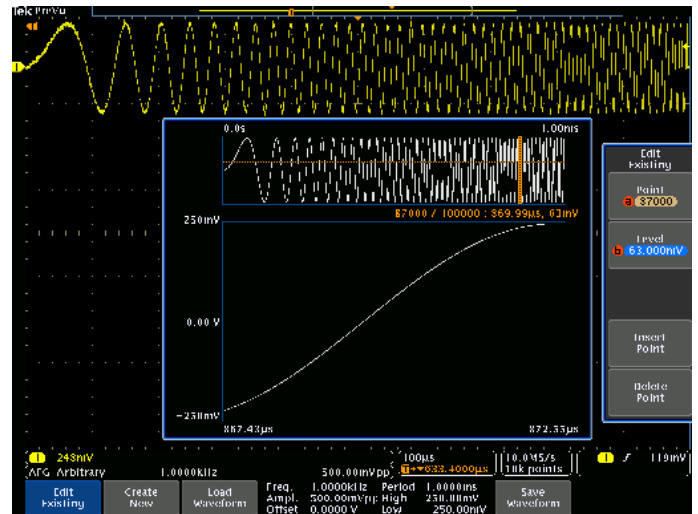 Tek PreVu
0.0s 1.00ms
87000 / 100000 : 869.99µs, 63mV
250mV
0.00 V
-250mV
867.43µs 872.55µs
Edit
Existing
Point
a 87000
Level
b 63.000mV
Insert
Point
Delete
Point
1 248mV 100µs 10.0MS/s 1 119mV
AFG Arbitrary 1.0000kHz 500.00mVpp 10k points
Edit
Existing
Create
New
Load
Waveform
Freq. 1.0000kHz Period 1.0000ms
Ampl. 500.00mVpp High 250.00mV
Offset 0.0000 V Low 250.00mV
Save
Waveform